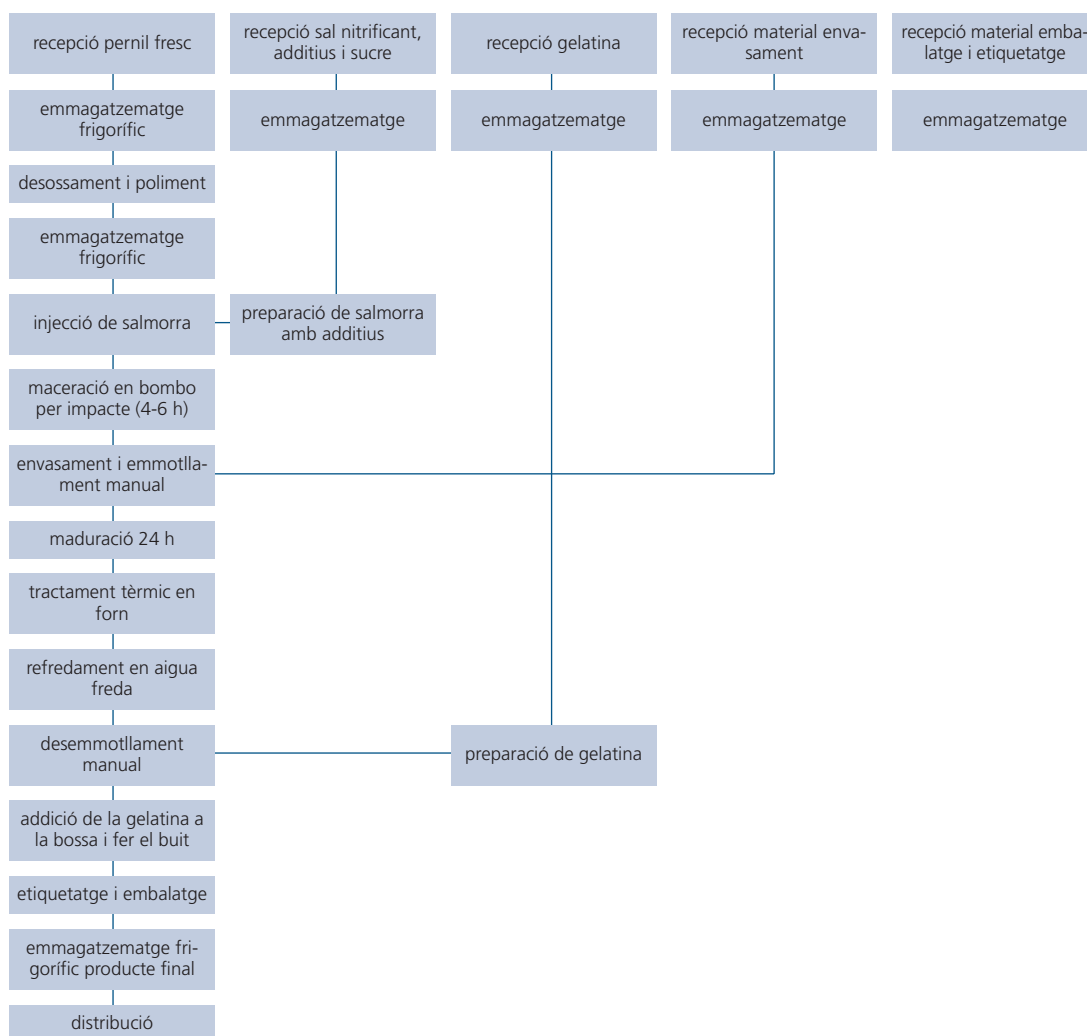 recepció pernil fresc
recepció sal nitrificant,
additius i sucre
recepció gelatina
recepció material enva-
sament
recepció material emba-
latge i etiquetatge
emmagatzematge
frigorífic
emmagatzematge
emmagatzematge
emmagatzematge
emmagatzematge
desossament i poliment
emmagatzematge
frigorífic
injecció de salmorra
preparació de salmorra
amb additius
maceració en bombo
per impacte (4-6 h)
envasament i emmotlla-
ment manual
maduració 24 h
tractament tèrmic en
forn
refredament en aigua
freda
desemmotllament
manual
preparació de gelatina
addició de la gelatina a
la bossa i fer el buit
etiquetatge i embalatge
emmagatzematge fri-
gorífic producte final
distribució